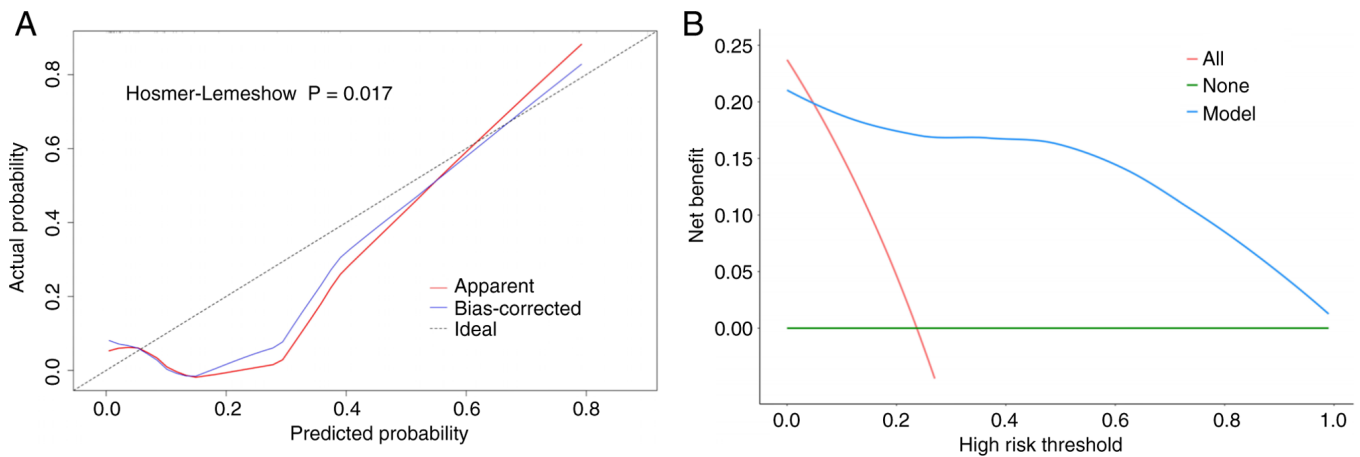 A
Hosmer-Lemeshow P = 0.017
Actual probability
0.8
0.6
0.4
0.2
0.0
Apparent
Bias-corrected
Ideal
0.0 0.2 0.4 0.6 0.8
Predicted probability
B
Net benefit
0.25
0.20
0.15
0.10
0.05
0.00
All
None
Model
0.0 0.2 0.4 0.6 0.8 1.0
High risk threshold